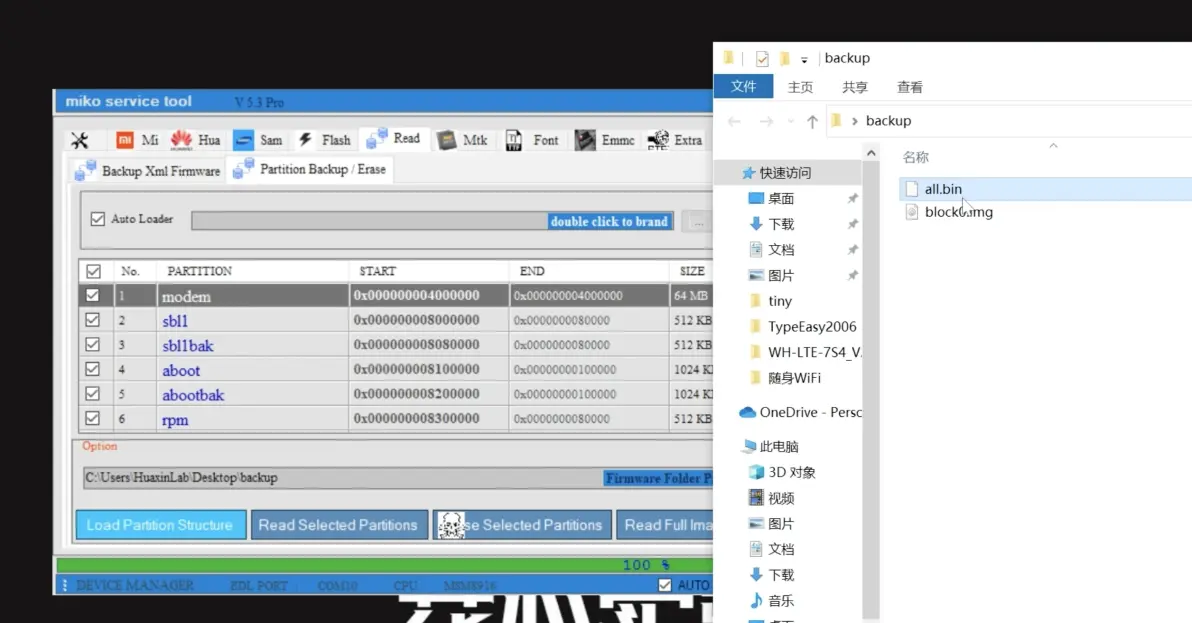 miko service tool V 5.3 Pro
Mi Hua Sam Flash Read Mtk Font Emmc Extra
Backup Xml Firmware Partition Backup / Erase
Auto Loader double click to brand ...
No. PARTITION START END SIZE
1 modem 0x000000004000000 0x000000004000000 64 MB
2 sbl1 0x000000008000000 0x0000000080000 512 KB
3 sbl1bak 0x000000008080000 0x0000000080000 512 KB
4 aboot 0x000000008100000 0x0000000100000 1024 K
5 abootbak 0x000000008200000 0x0000000100000 1024 K
6 rpm 0x000000008300000 0x0000000080000 512 KB
Option
C:\Users\HuaxinLab\Desktop\backup Firmware Folder P
Load Partition Structure Read Selected Partitions se Selected Partitions Read Full Ima
100 %
DEVICE MANAGER EDL PORT COM10 CPU MSM8916 AUTO
backup
文件 主页 共享 查看
backup
名称
all.bin
block0.img
快速访问
桌面
下载
文档
图片
tiny
TypeEasy2006
WH-LTE-7S4_V
随身WiFi
OneDrive - Persc
此电脑
3D 对象
视频
图片
文档
下载
音乐